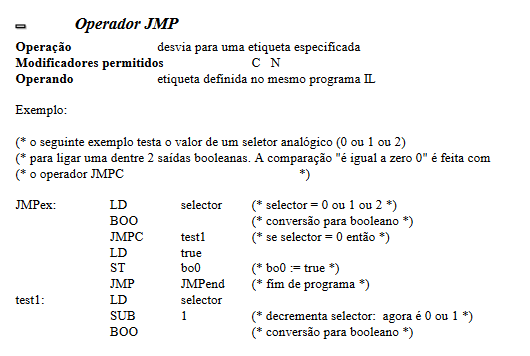 Operador JMP
Operação desvia para uma etiqueta especificada
Modificadores permitidos C N
Operando etiqueta definida no mesmo programa IL
Exemplo:
(* o seguinte exemplo testa o valor de um seletor analógico (0 ou 1 ou 2)
(* para ligar uma dentre 2 saídas booleanas. A comparação "é igual a zero 0" é feita com
(* o operador JMPC *)
JMPex: LD selector (* selector = 0 ou 1 ou 2 *)
BOO (* conversão para booleano *)
JMPC test1 (* se selector = 0 então *)
LD true
ST bo0 (* bo0 := true *)
JMP JMPend (* fim de programa *)
test1: LD selector
SUB 1 (* decrementa selector: agora é 0 ou 1 *)
BOO (* conversão para booleano *)